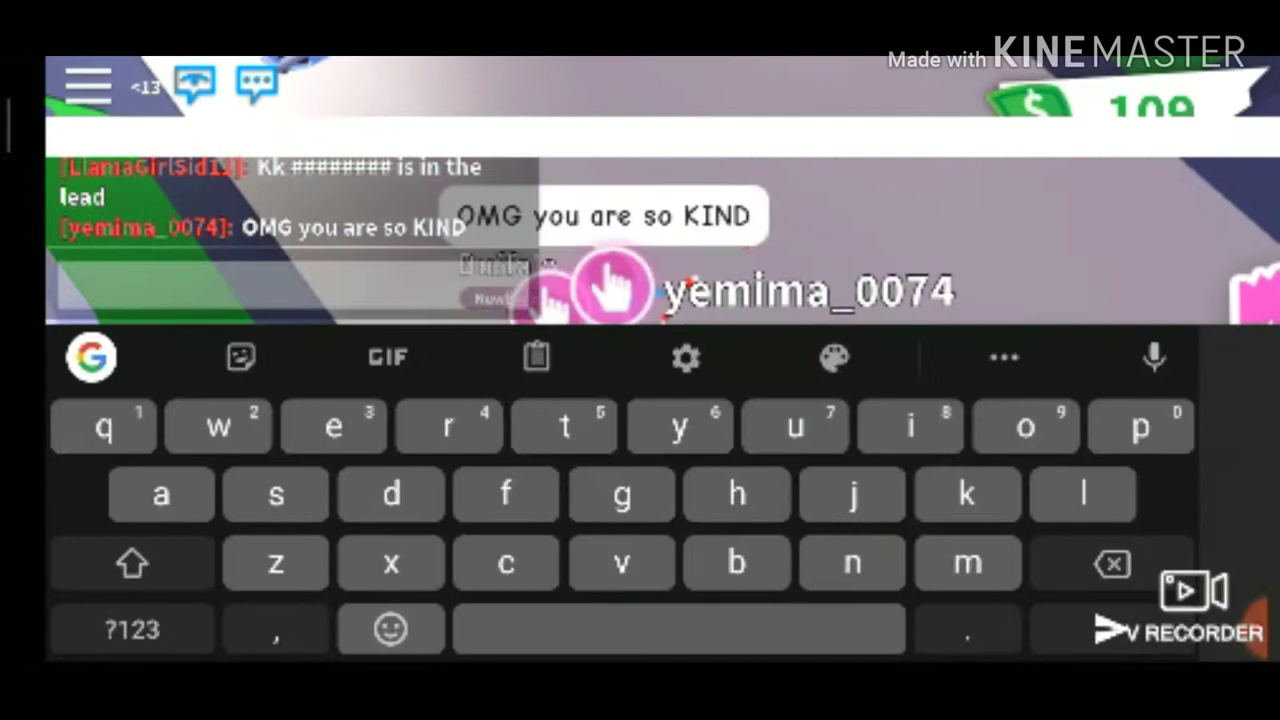 Made with KINEMASTER
<13
109
[LlamaGirlSid12]: Kk ######## is in the
lead
[yemima_0074]: OMG you are so KIND
OMG you are so KIND
yemima_0074
GIF
q 1 w 2 e 3 r 4 t 5 y 6 u 7 i 8 o 9 p 0
a s d f g h j k l
z x c v b n m
?123 , .
V RECORDER